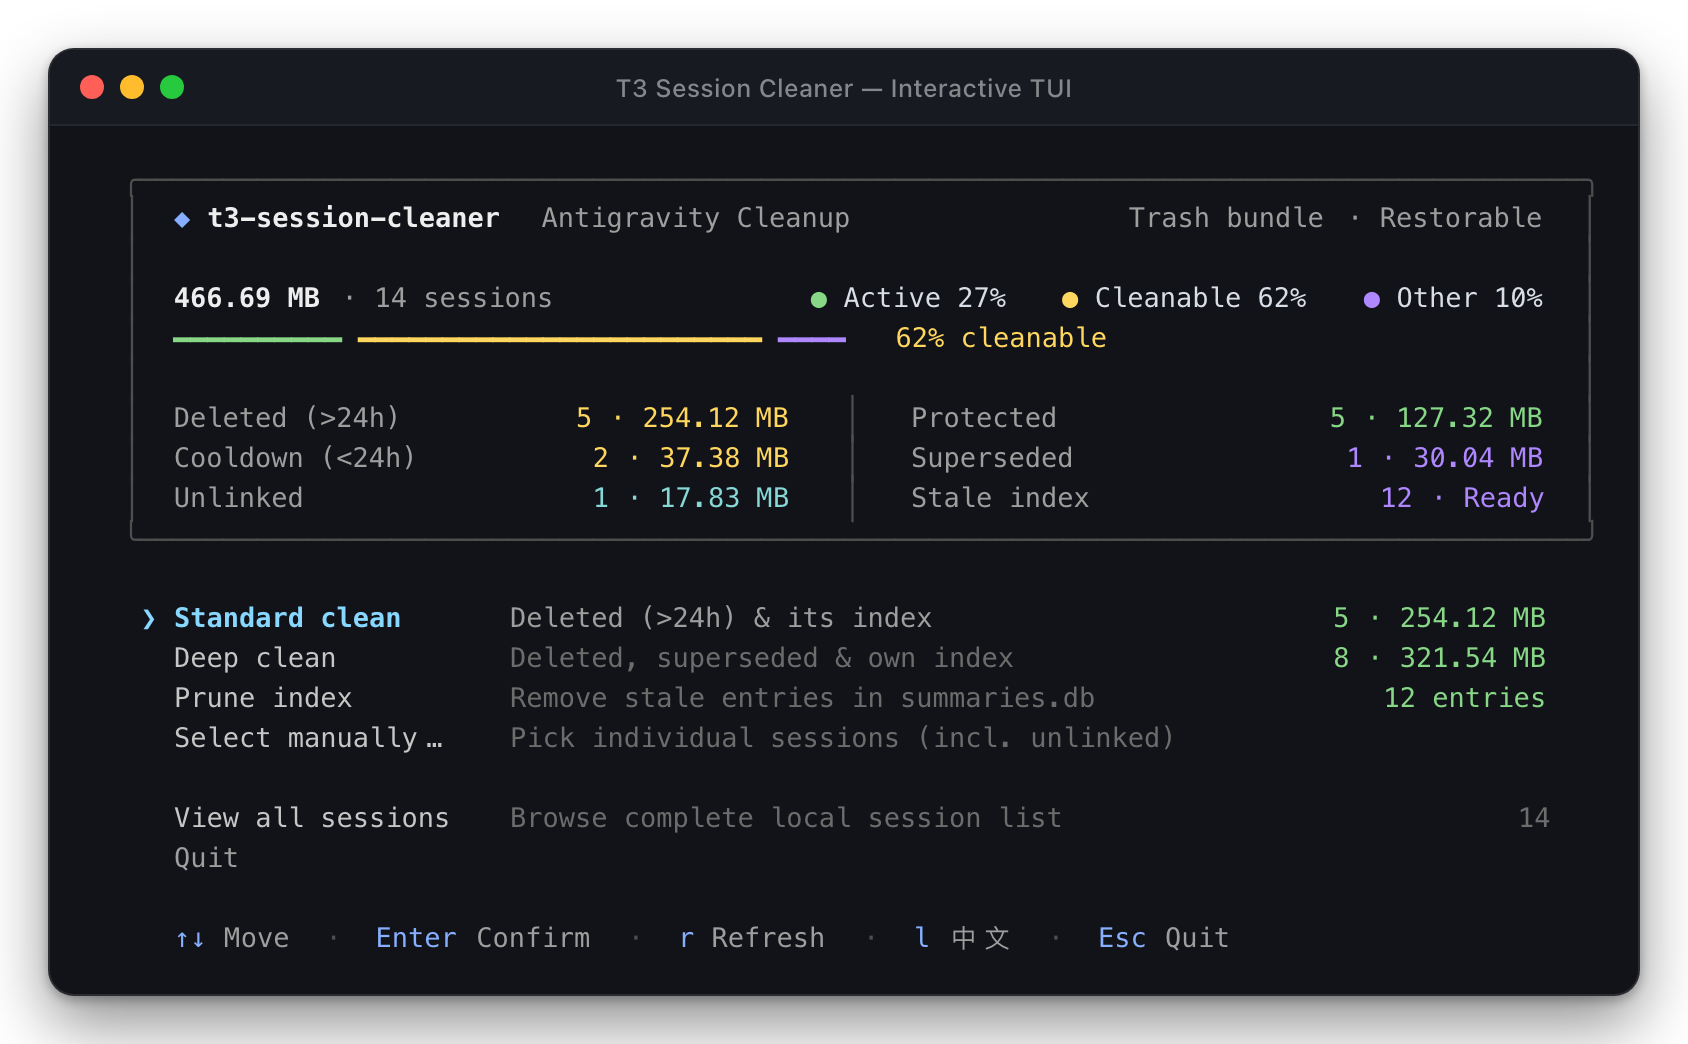 T3 Session Cleaner — Interactive TUI
◆ t3-session-cleaner Antigravity Cleanup Trash bundle · Restorable
466.69 MB · 14 sessions ● Active 27% ● Cleanable 62% ● Other 10%
62% cleanable
Deleted (>24h) 5 · 254.12 MB Protected 5 · 127.32 MB
Cooldown (<24h) 2 · 37.38 MB Superseded 1 · 30.04 MB
Unlinked 1 · 17.83 MB Stale index 12 · Ready
❯ Standard clean Deleted (>24h) & its index 5 · 254.12 MB
Deep clean Deleted, superseded & own index 8 · 321.54 MB
Prune index Remove stale entries in summaries.db 12 entries
Select manually… Pick individual sessions (incl. unlinked)
View all sessions Browse complete local session list 14
Quit
↑↓ Move · Enter Confirm · r Refresh · l 中文 · Esc Quit